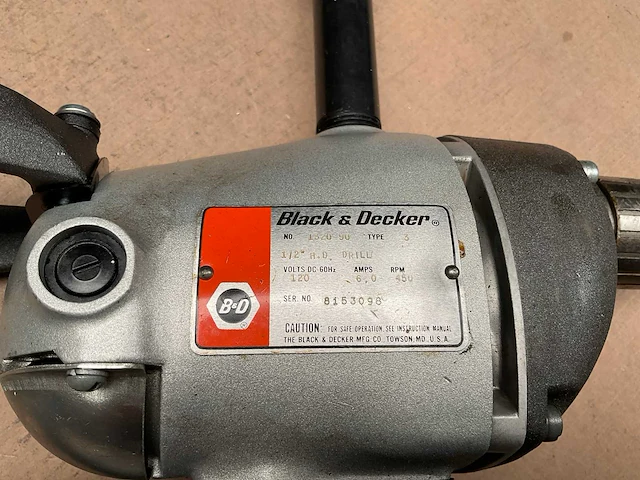 Black & Decker ®
NO. 1320-00 TYPE 3
1/2" H.D. DRILL
VOLTS DC-60Hz AMPS RPM
120 6.0 450
SER. NO. 8153098
B&D ®
CAUTION: FOR SAFE OPERATION, SEE INSTRUCTION MANUAL
THE BLACK & DECKER MFG. CO., TOWSON, MD., U.S.A.